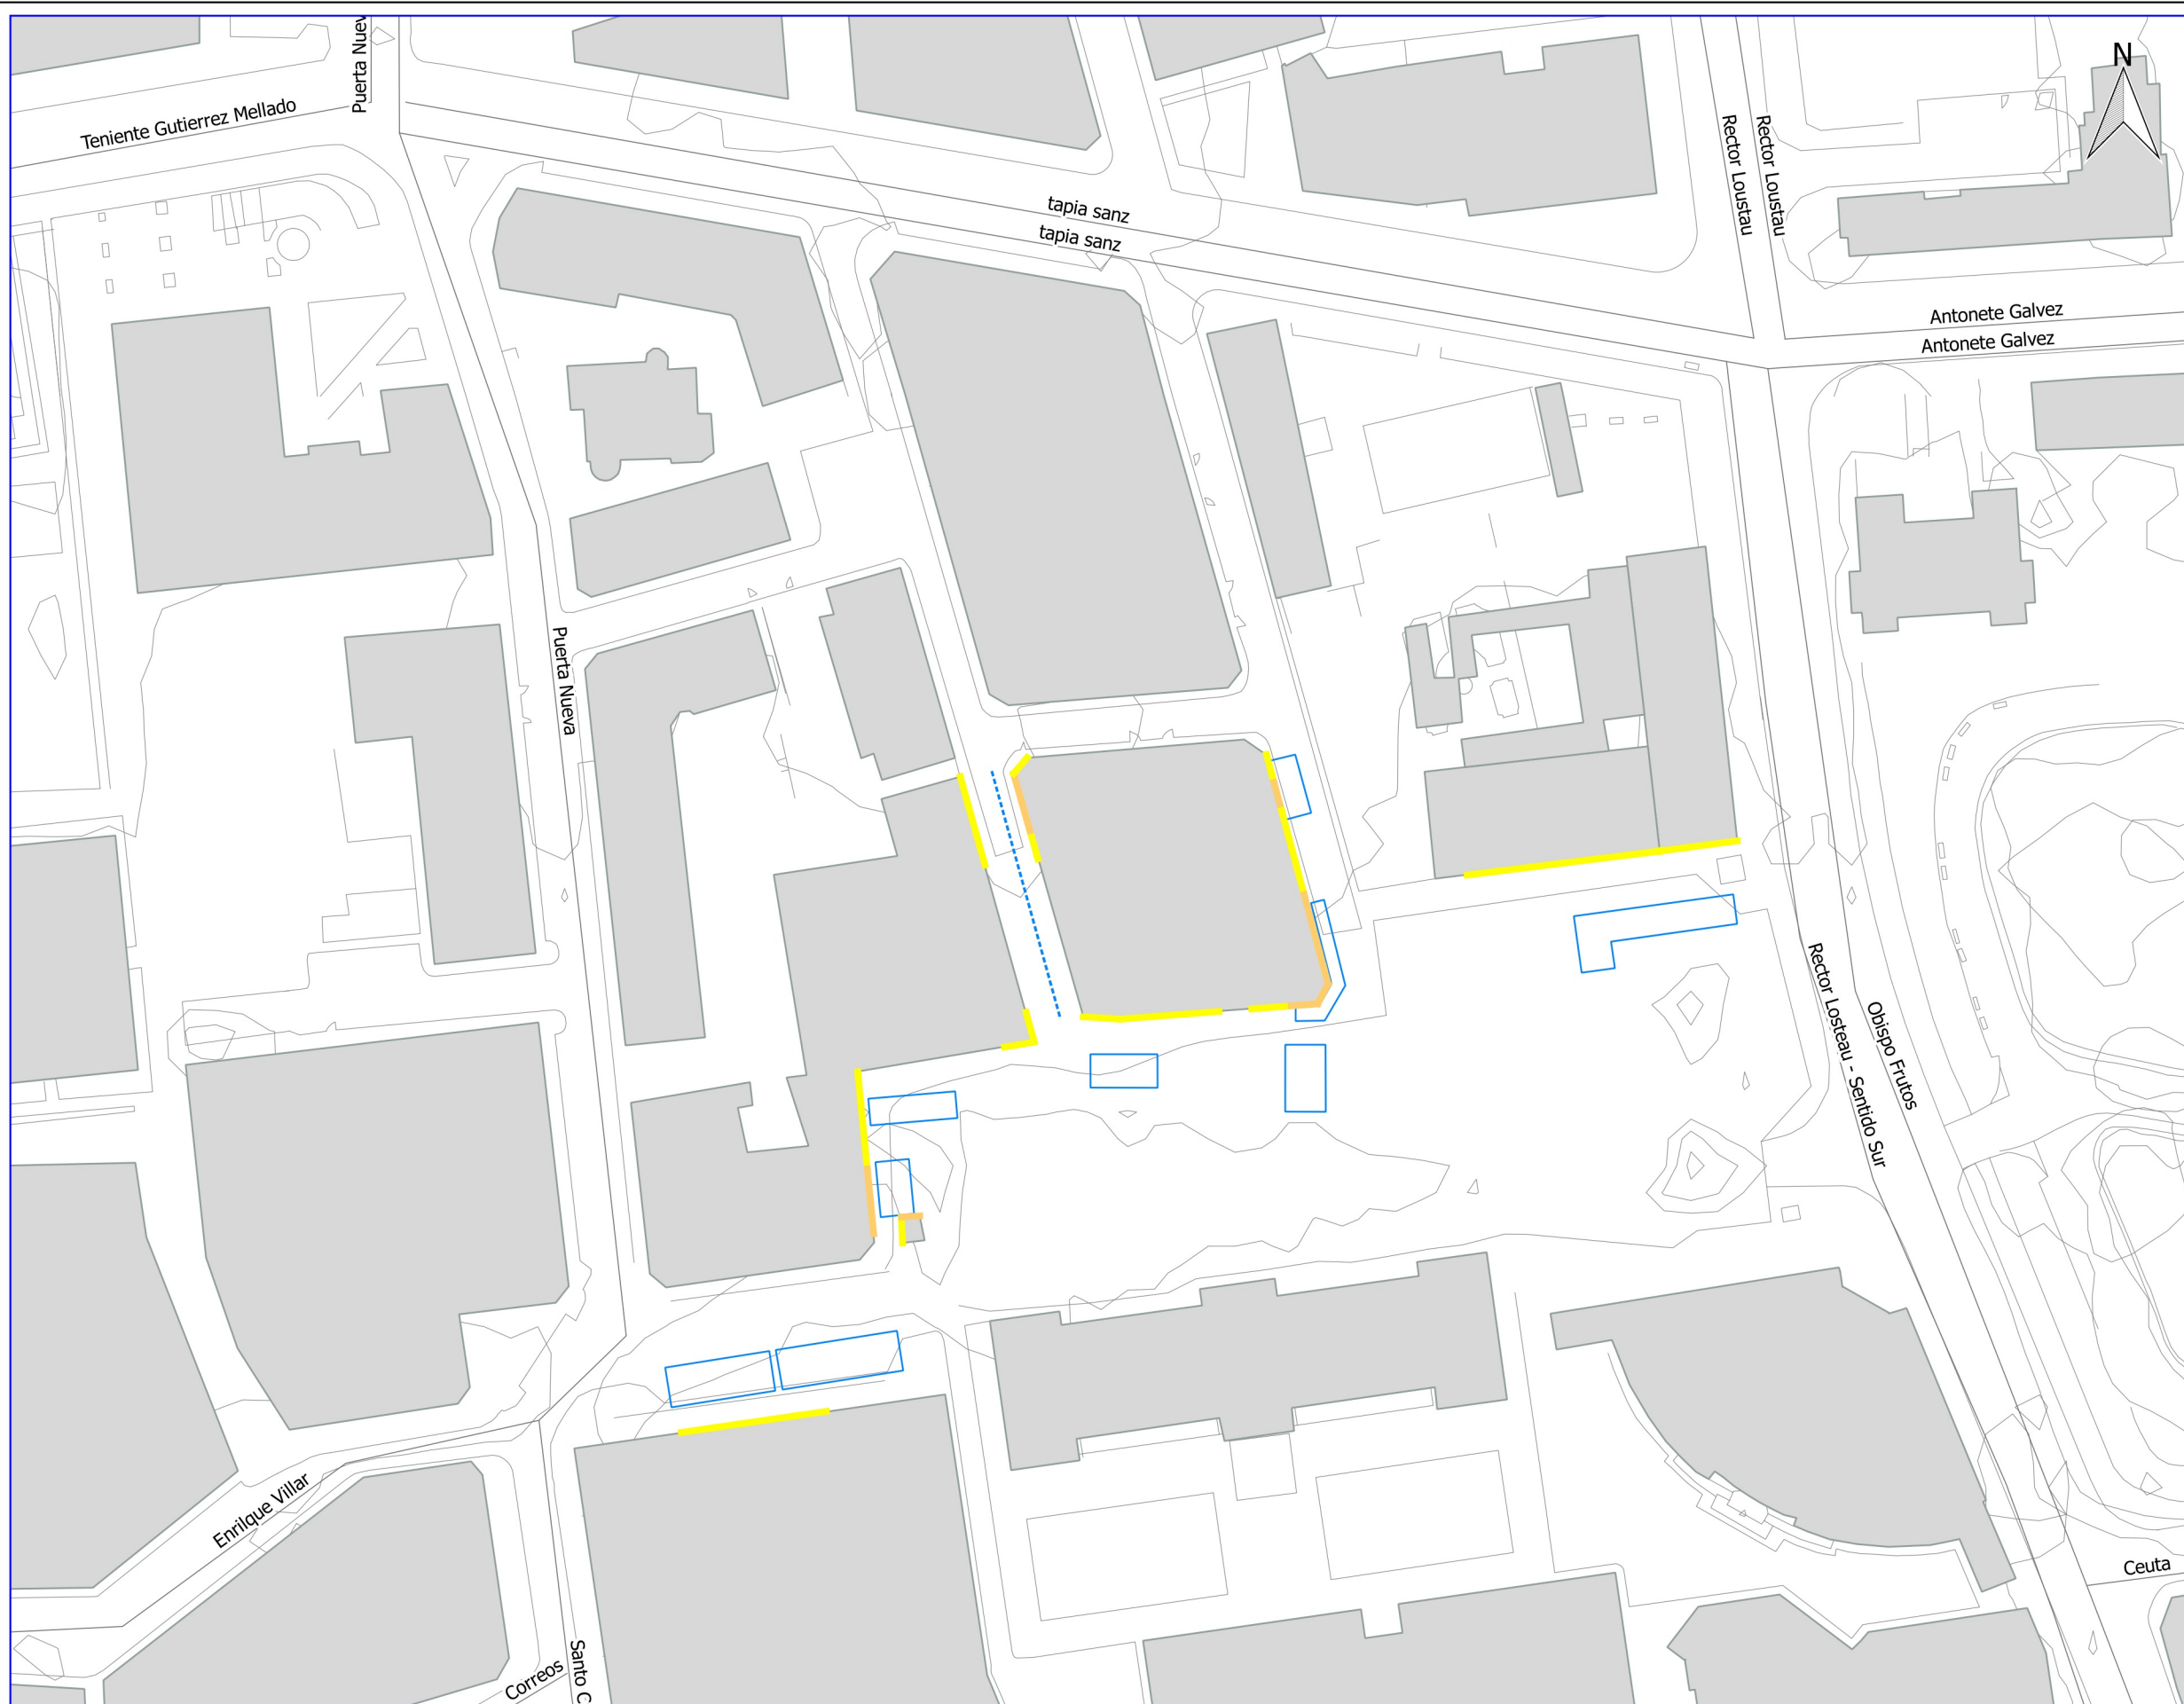 Puerta Nuev
N
Teniente Gutierrez Mellado
Rector Loustau
Rector Loustau
tapia sanz
tapia sanz
Antonete Galvez
Antonete Galvez
Puerta Nueva
Rector Losteau - Sentido Sur
Obispo Frutos
Enrilque Villar
Ceuta
Santo C
Correos